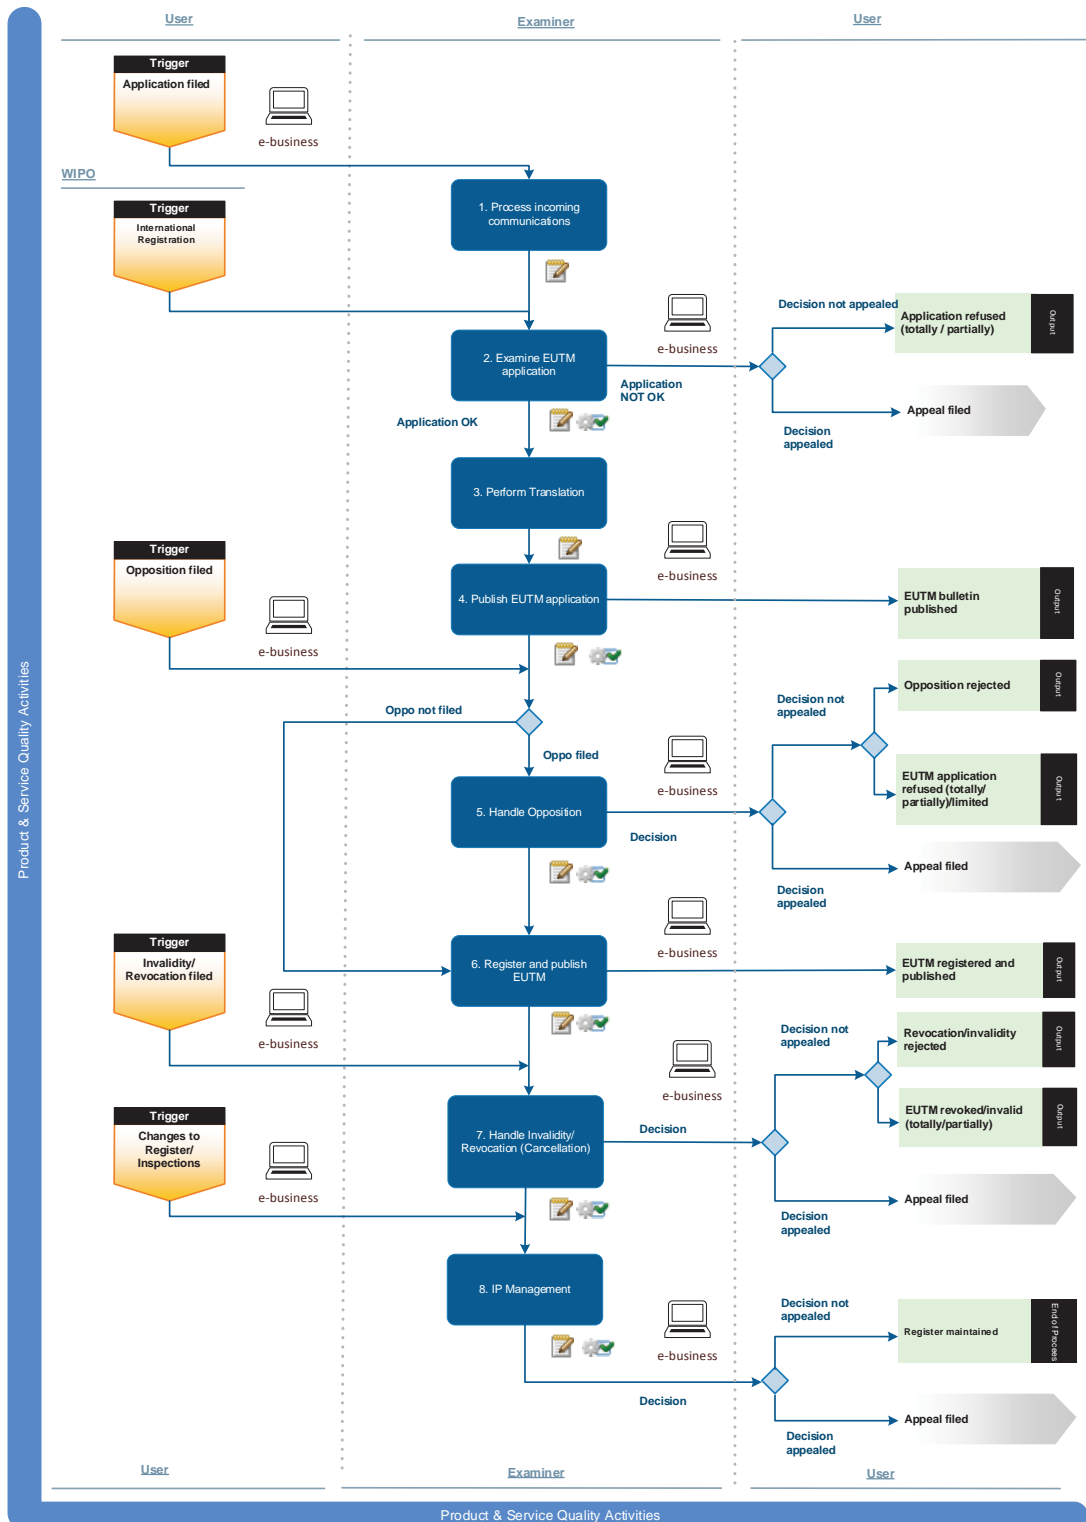 User
Examiner
User
Trigger
Application filed
e-business
WIPO
Trigger
International
Registration
1. Process incoming
communications
e-business
Decision not appealed
Application refused
(totally / partially)
Output
2. Examine EUTM
application
Application
NOT OK
Application OK
Appeal filed
Decision
appealed
3. Perform Translation
Trigger
Opposition filed
e-business
e-business
4. Publish EUTM application
EUTM bulletin
published
Output
Oppo not filed
Oppo filed
Decision not
appealed
Opposition rejected
Output
EUTM application
refused (totally/
partially)/limited
Output
e-business
5. Handle Opposition
Decision
Appeal filed
Decision
appealed
Trigger
Invalidity/
Revocation filed
e-business
e-business
6. Register and publish
EUTM
EUTM registered and
published
Output
Decision not
appealed
Revocation/invalidity
rejected
Output
e-business
EUTM revoked/invalid
(totally/partially)
Output
Trigger
Changes to
Register/
Inspections
e-business
7. Handle Invalidity/
Revocation (Cancellation)
Decision
Appeal filed
Decision
appealed
8. IP Management
e-business
Decision not
appealed
Register maintained
End of Procees
Decision
Appeal filed
Decision
appealed
User
Examiner
User
Product & Service Quality Activities
Product & Service Quality Activities